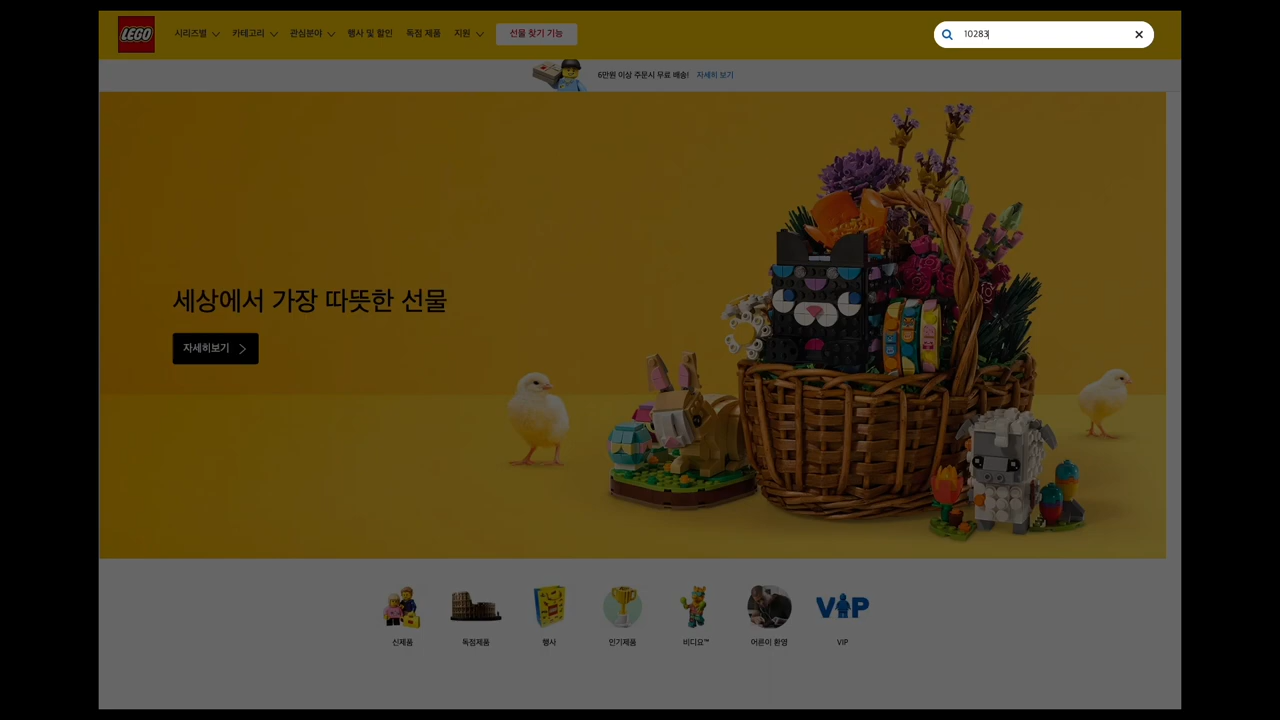 LEGO
시리즈별
카테고리
관심분야
행사 및 할인
독점 제품
지원
선물 찾기 기능
10283
6만원 이상 주문시 무료 배송!
자세히 보기
세상에서 가장 따뜻한 선물
자세히보기
신제품
독점제품
행사
인기제품
비디요™
어른이 환영
VIP
VIP